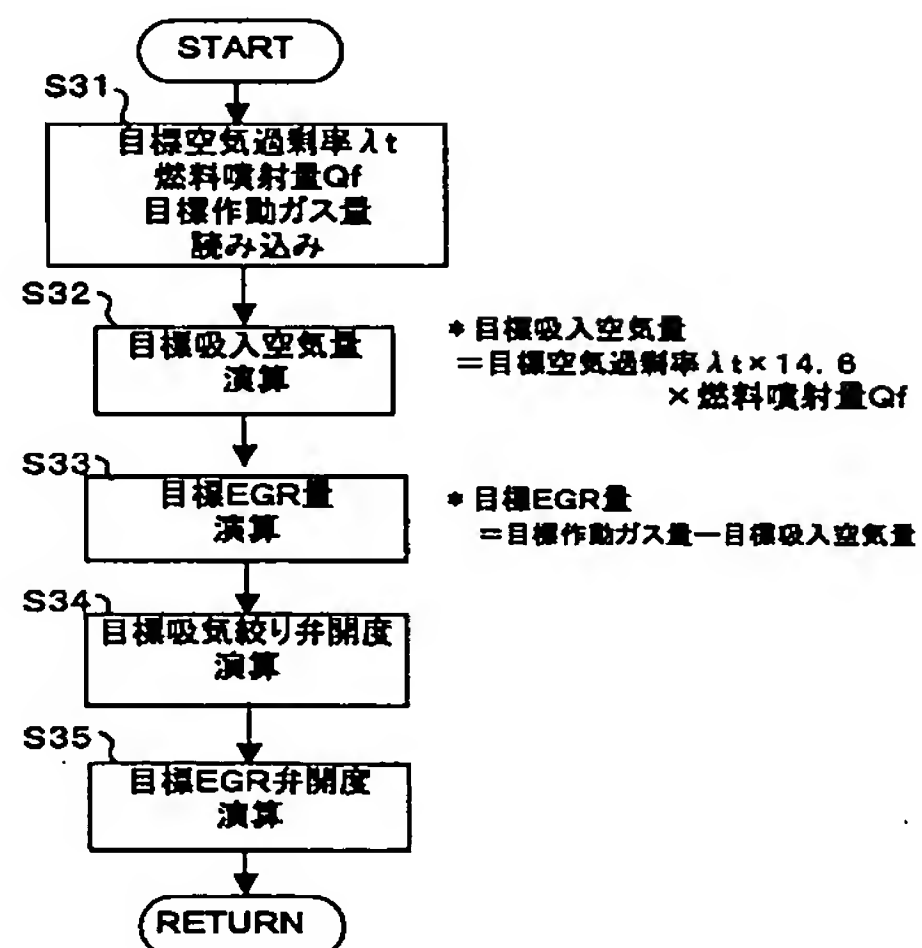 START
S31
目標空気過剰率λt
燃料噴射量Qf
目標作動ガス量
読み込み
S32
目標吸入空気量
演算
*目標吸入空気量
=目標空気過剰率λt×14.6
×燃料噴射量Qf
S33
目標EGR量
演算
*目標EGR量
=目標作動ガス量-目標吸入空気量
S34
目標吸気絞り弁開度
演算
S35
目標EGR弁開度
演算
RETURN